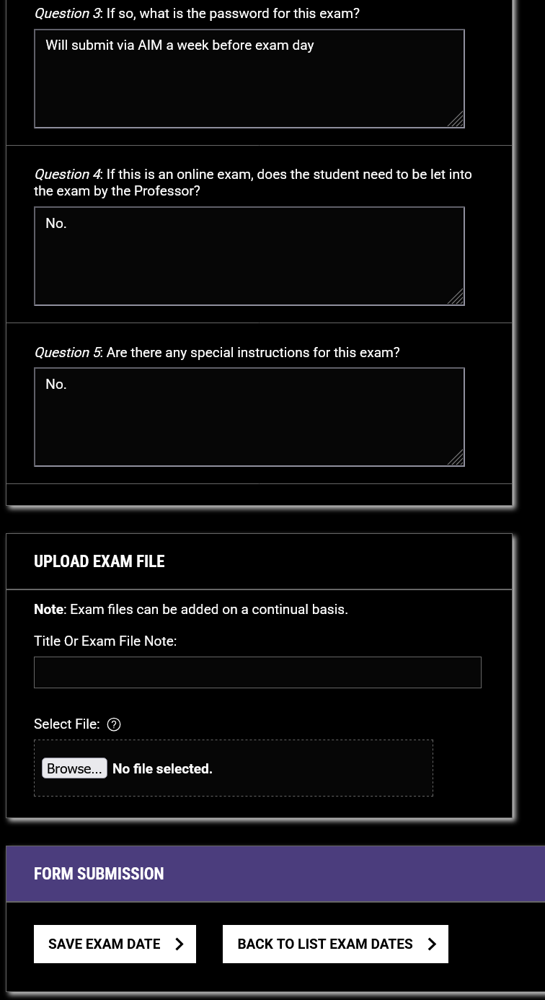 Question 3: If so, what is the password for this exam?
Will submit via AIM a week before exam day
Question 4: If this is an online exam, does the student need to be let into
the exam by the Professor?
No.
Question 5: Are there any special instructions for this exam?
No.
UPLOAD EXAM FILE
Note: Exam files can be added on a continual basis.
Title Or Exam File Note:
Select File: ?
Browse... No file selected.
FORM SUBMISSION
SAVE EXAM DATE
BACK TO LIST EXAM DATES